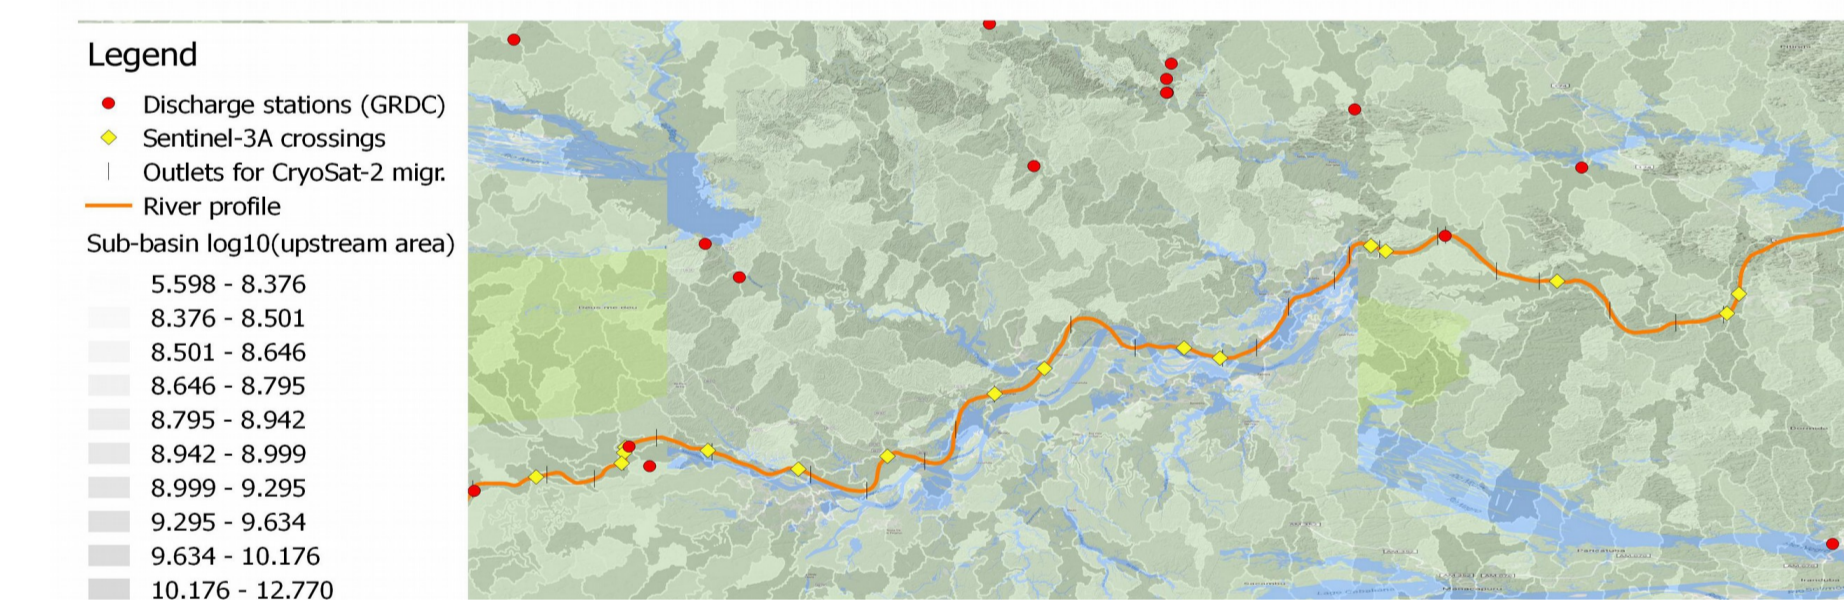 Legend
Discharge stations (GRDC)
Sentinel-3A crossings
Outlets for CryoSat-2 migr.
River profile
Sub-basin log10(upstream area)
5.598 - 8.376
8.376 - 8.501
8.501 - 8.646
8.646 - 8.795
8.795 - 8.942
8.942 - 8.999
8.999 - 9.295
9.295 - 9.634
9.634 - 10.176
10.176 - 12.770